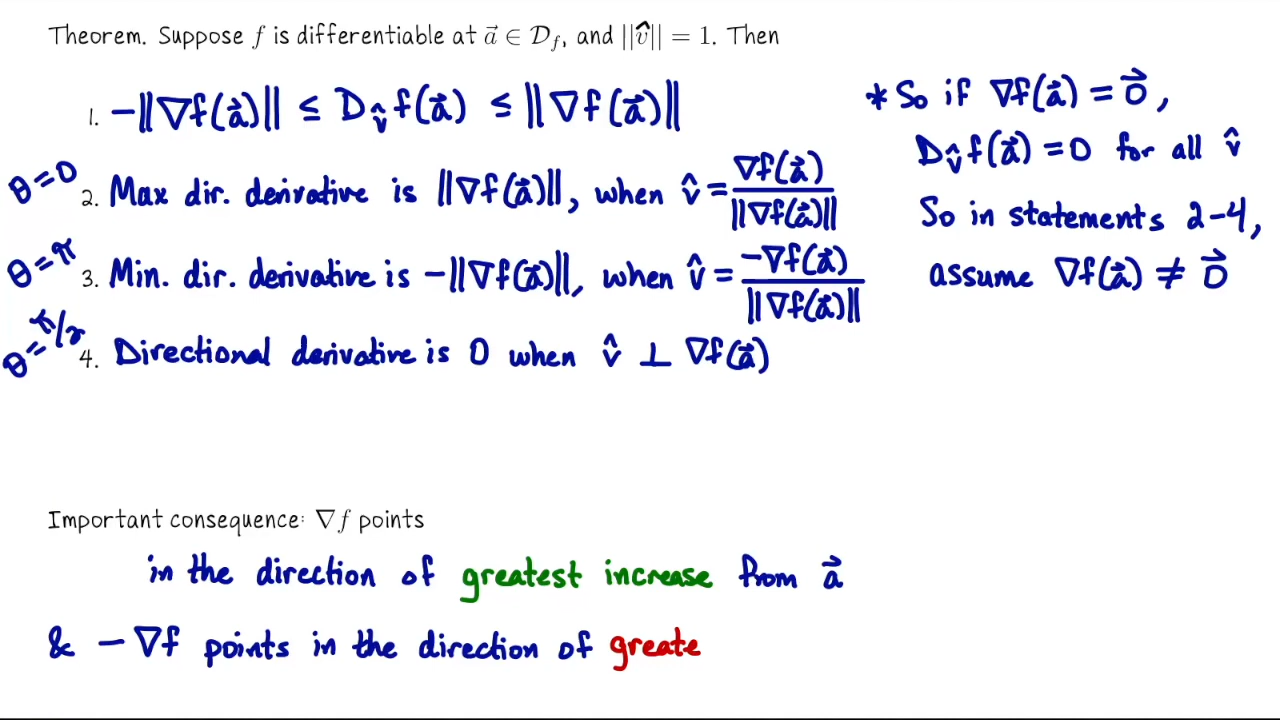 Theorem. Suppose f is differentiable at a⃗ ∈ 𝒟_f, and ||v̂|| = 1. Then
1. −‖∇f(a⃗)‖ ≤ D_v̂ f(a⃗) ≤ ‖∇f(a⃗)‖
θ=0 2. Max dir. derivative is ‖∇f(a⃗)‖, when v̂ = ∇f(a⃗)/‖∇f(a⃗)‖
θ=π 3. Min. dir. derivative is −‖∇f(a⃗)‖, when v̂ = −∇f(a⃗)/‖∇f(a⃗)‖
θ=π/2 4. Directional derivative is 0 when v̂ ⊥ ∇f(a⃗)
* So if ∇f(a⃗) = 0⃗,
D_v̂ f(a⃗) = 0 for all v̂
So in statements 2-4,
assume ∇f(a⃗) ≠ 0⃗
Important consequence: ∇f points
in the direction of greatest increase from a⃗
& −∇f points in the direction of greate